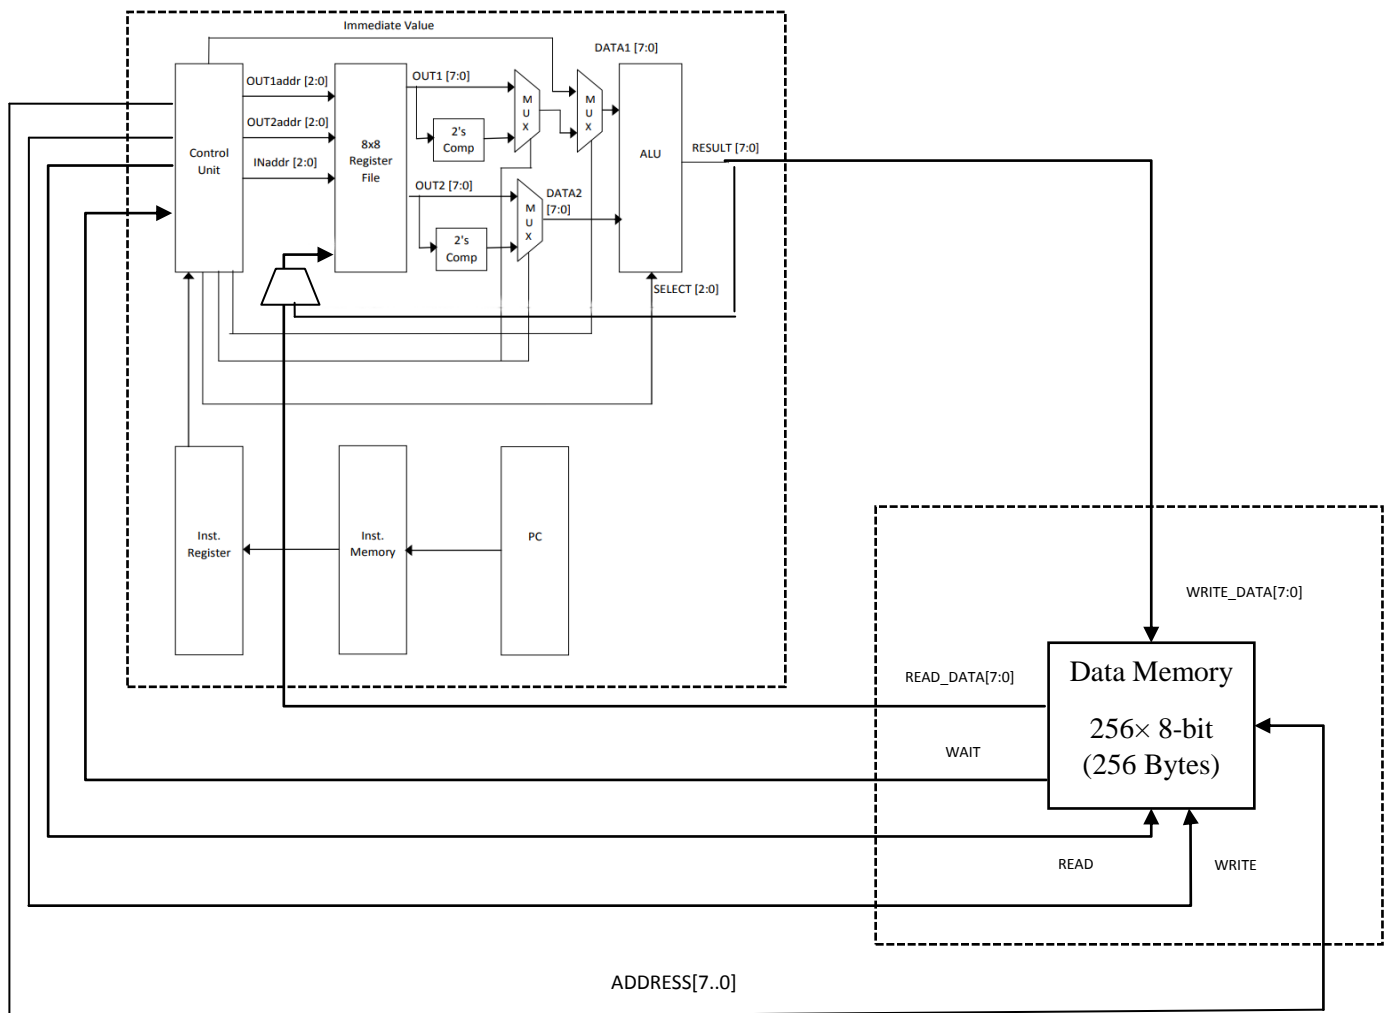 Immediate Value
DATA1 [7:0]
OUT1addr [2:0]
OUT1 [7:0]
OUT2addr [2:0]
INaddr [2:0]
Control
Unit
8x8
Register
File
2's
Comp
M
U
X
M
U
X
ALU
RESULT [7:0]
OUT2 [7:0]
DATA2
[7:0]
2's
Comp
M
U
X
SELECT [2:0]
Inst.
Register
Inst.
Memory
PC
WRITE_DATA[7:0]
READ_DATA[7:0]
Data Memory
256× 8-bit
(256 Bytes)
WAIT
READ
WRITE
ADDRESS[7..0]